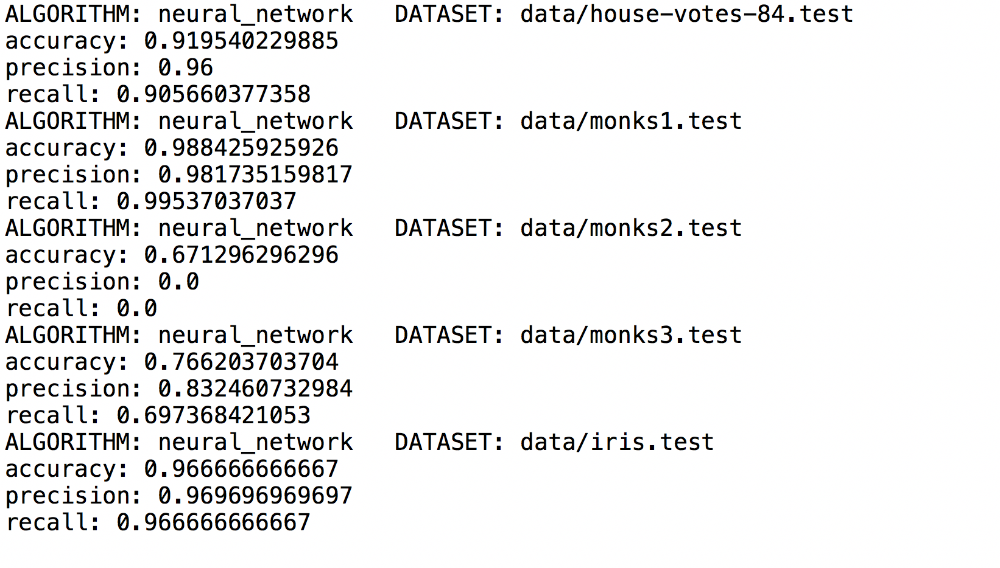 ALGORITHM: neural_network   DATASET: data/house-votes-84.test
accuracy: 0.919540229885
precision: 0.96
recall: 0.905660377358
ALGORITHM: neural_network   DATASET: data/monks1.test
accuracy: 0.988425925926
precision: 0.981735159817
recall: 0.99537037037
ALGORITHM: neural_network   DATASET: data/monks2.test
accuracy: 0.671296296296
precision: 0.0
recall: 0.0
ALGORITHM: neural_network   DATASET: data/monks3.test
accuracy: 0.766203703704
precision: 0.832460732984
recall: 0.697368421053
ALGORITHM: neural_network   DATASET: data/iris.test
accuracy: 0.966666666667
precision: 0.969696969697
recall: 0.966666666667